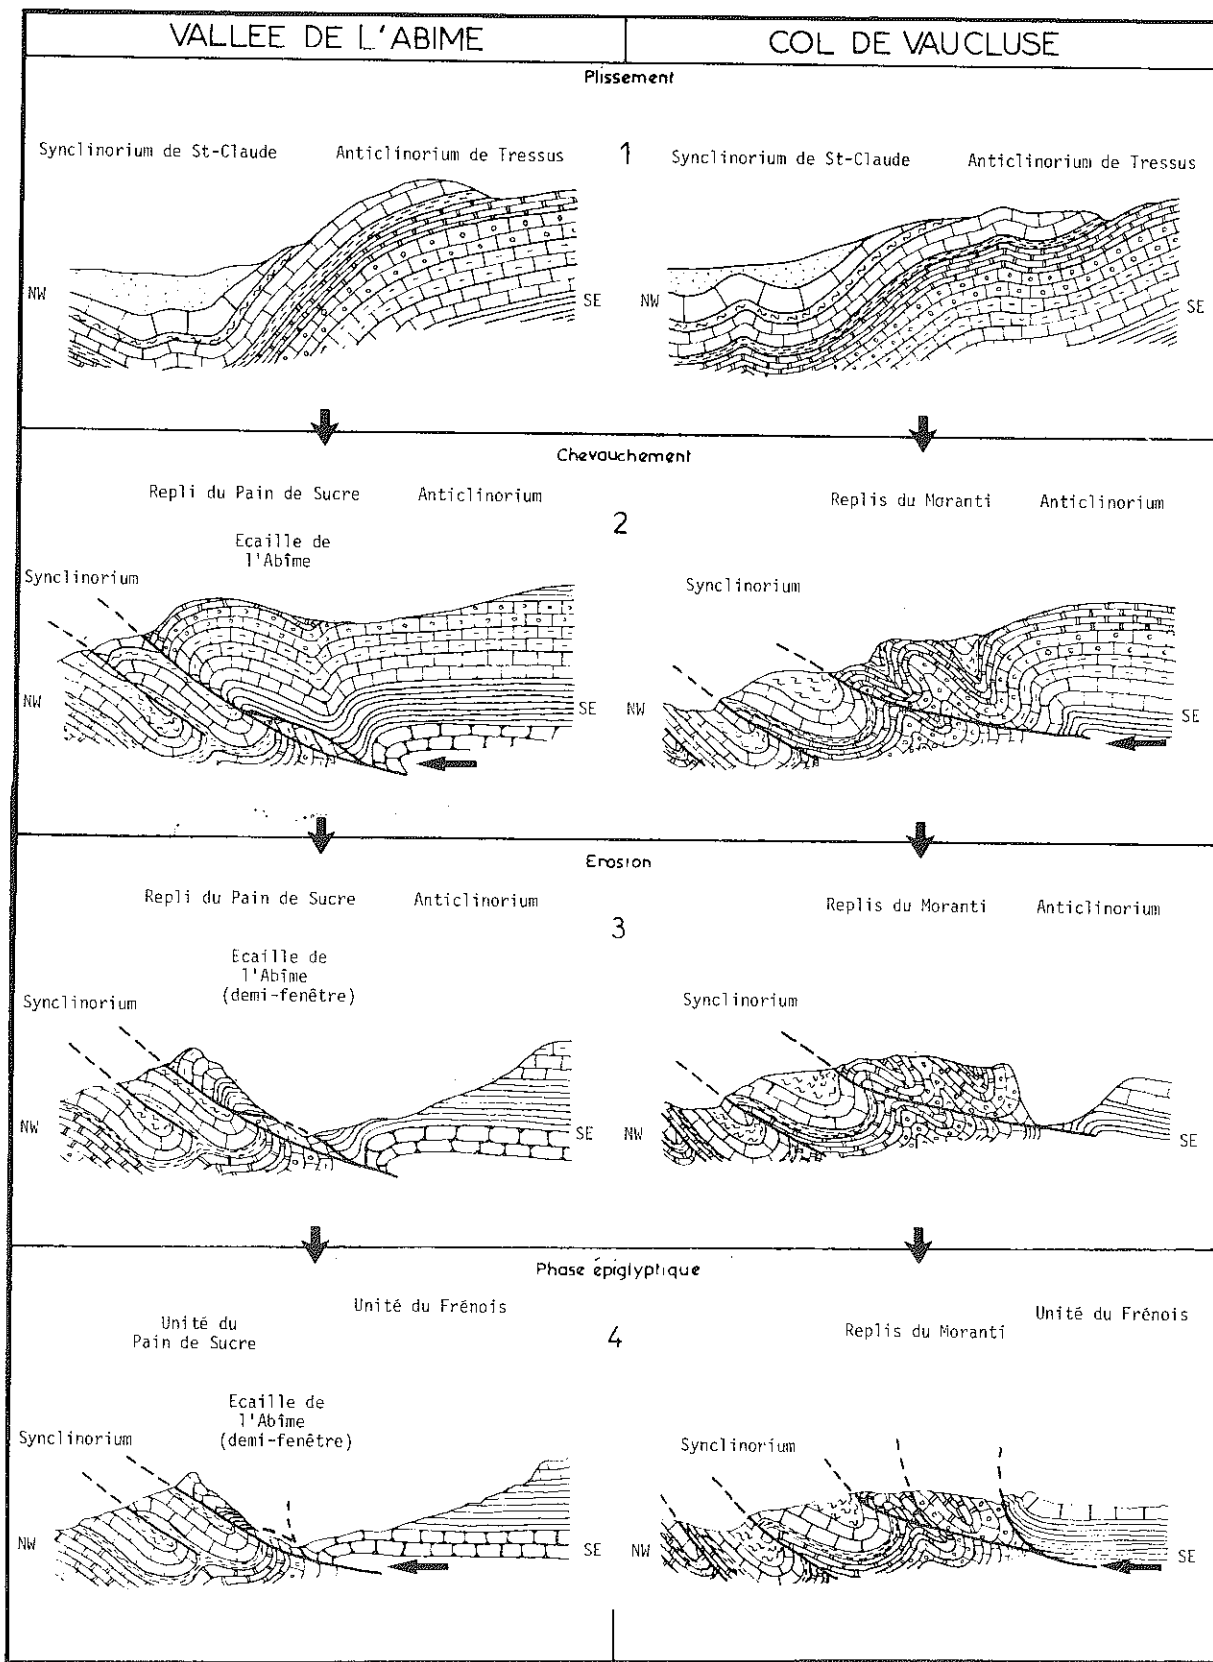 VALLEE DE L'ABIME
COL DE VAUCLUSE
Plissement
Synclinorium de St-Claude
Anticlinorium de Tressus
1
Synclinorium de St-Claude
Anticlinorium de Tressus
NW
SE
NW
SE
Chevauchement
Repli du Pain de Sucre
Anticlinorium
2
Replis du Moranti
Anticlinorium
Ecaille de
l'Abîme
Synclinorium
Synclinorium
NW
SE
NW
SE
Erosion
Repli du Pain de Sucre
Anticlinorium
3
Replis du Moranti
Anticlinorium
Ecaille de
l'Abîme
(demi-fenêtre)
Synclinorium
Synclinorium
NW
SE
NW
SE
Phase épiglyptique
Unité du
Pain de Sucre
Unité du Frénois
4
Replis du Moranti
Unité du Frénois
Ecaille de
l'Abîme
(demi-fenêtre)
Synclinorium
Synclinorium
NW
SE
NW
SE